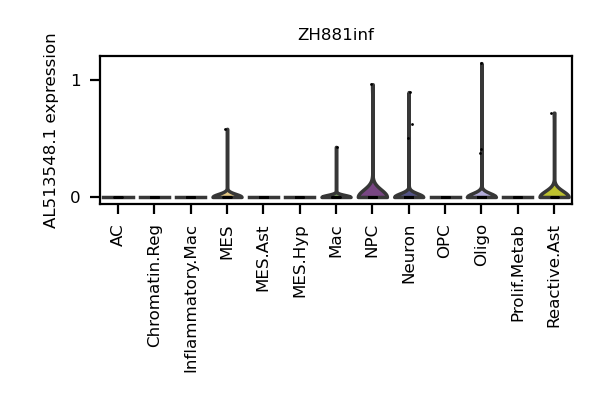 ZH881inf
AL513548.1 expression
1
0
AC
Chromatin.Reg
Inflammatory.Mac
MES
MES.Ast
MES.Hyp
Mac
NPC
Neuron
OPC
Oligo
Prolif.Metab
Reactive.Ast